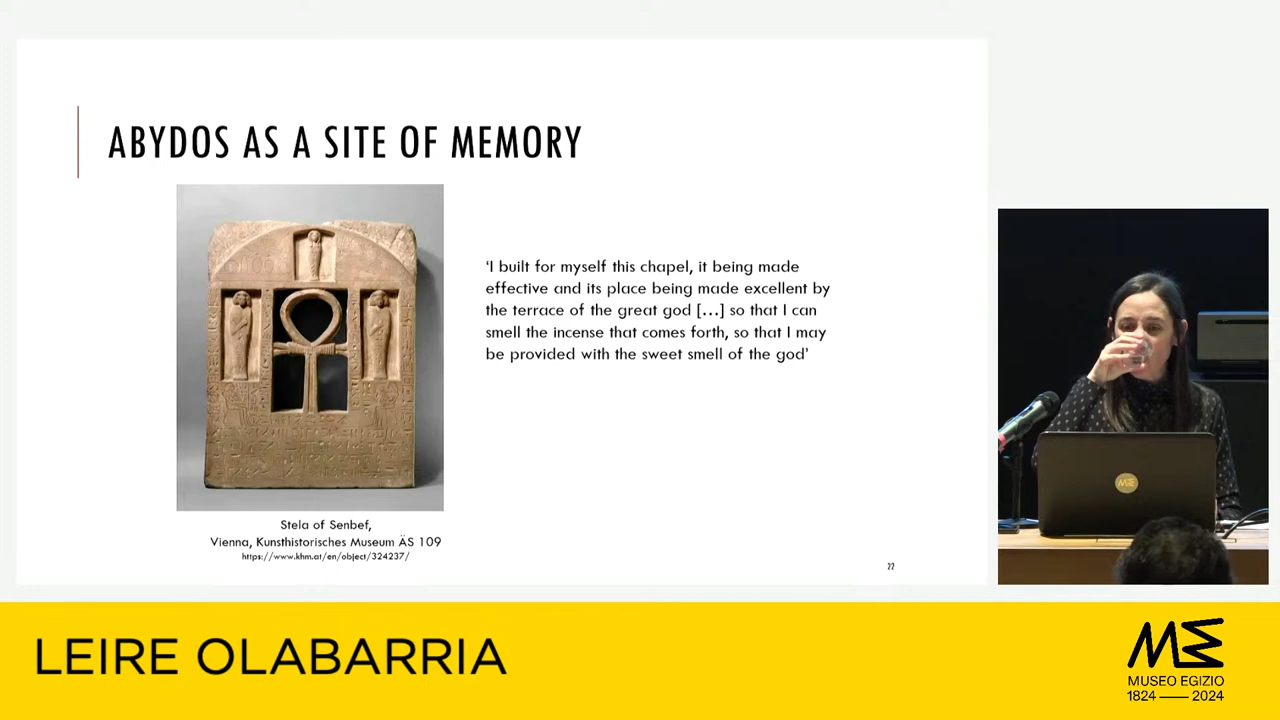 ABYDOS AS A SITE OF MEMORY
‘I built for myself this chapel, it being made
effective and its place being made excellent by
the terrace of the great god [...] so that I can
smell the incense that comes forth, so that I may
be provided with the sweet smell of the god’
Stela of Senbef,
Vienna, Kunsthistorisches Museum ÄS 109
https://www.khm.at/en/object/324237/
22
LEIRE OLABARRIA
ME
MUSEO EGIZIO
1824 — 2024